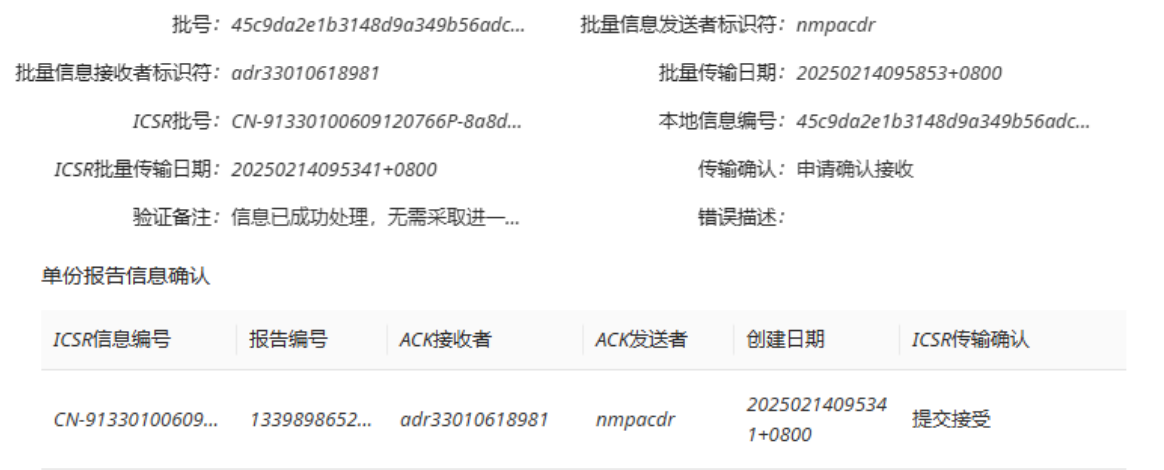 批号：45c9da2e1b3148d9a349b56adc... 批量信息发送者标识符：nmpacdr
批量信息接收者标识符：adr33010618981 批量传输日期：20250214095853+0800
ICSR批号：CN-91330100609120766P-8a8d... 本地信息编号：45c9da2e1b3148d9a349b56adc...
ICSR批量传输日期：20250214095341+0800 传输确认：申请确认接收
验证备注：信息已成功处理，无需采取进一... 错误描述：
单份报告信息确认
ICSR信息编号 报告编号 ACK接收者 ACK发送者 创建日期 ICSR传输确认
CN-91330100609... 1339898652... adr33010618981 nmpacdr 2025021409534
1+0800 提交接受